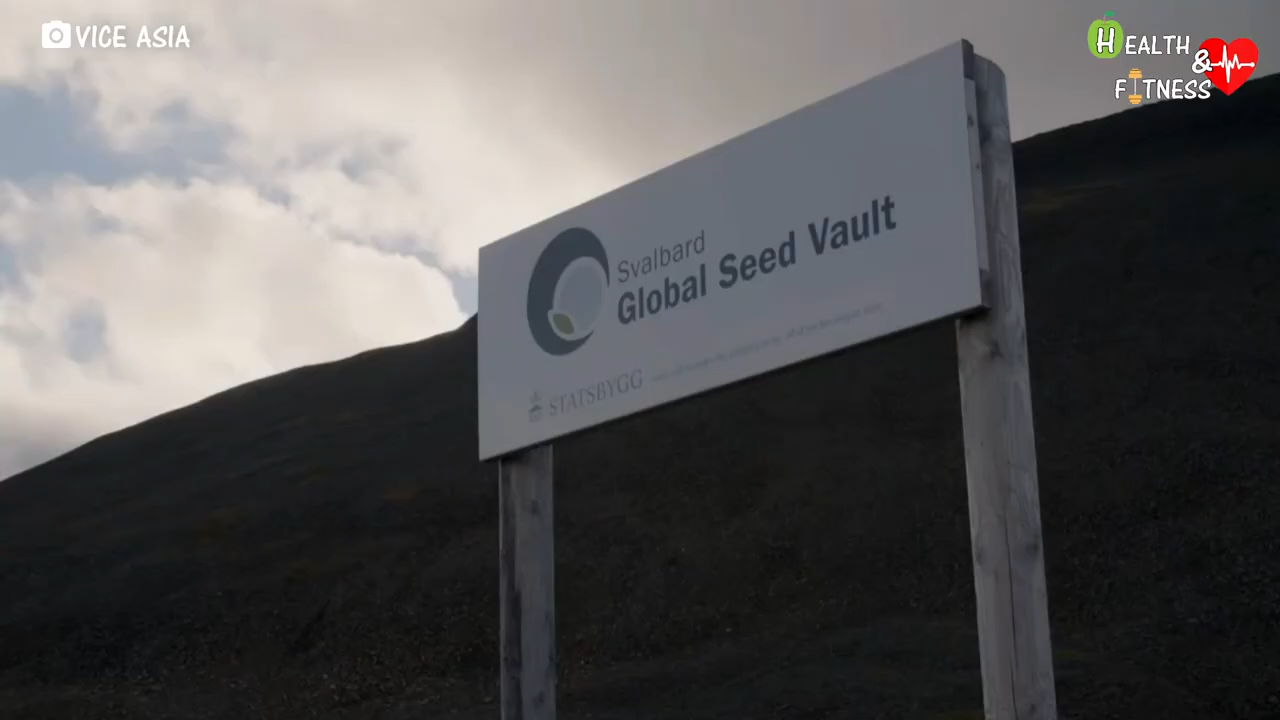 VICE ASIA
HEALTH
&
FITNESS
Svalbard
Global Seed Vault
STATSBYGG